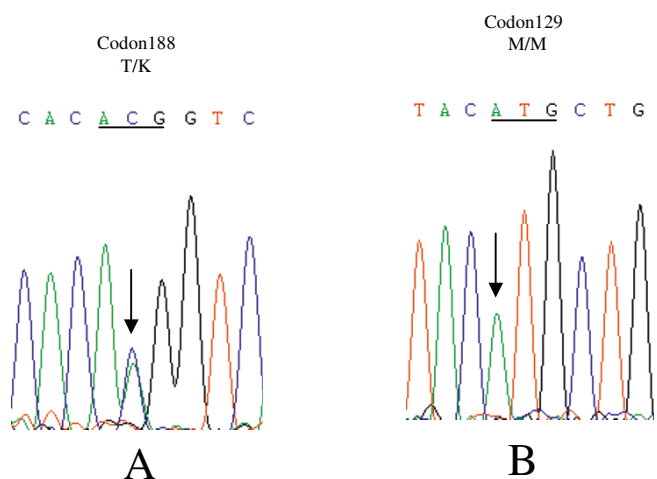 Codon188
T/K
C A C A C G G T C
A
Codon129
M/M
T A C A T G C T G
B